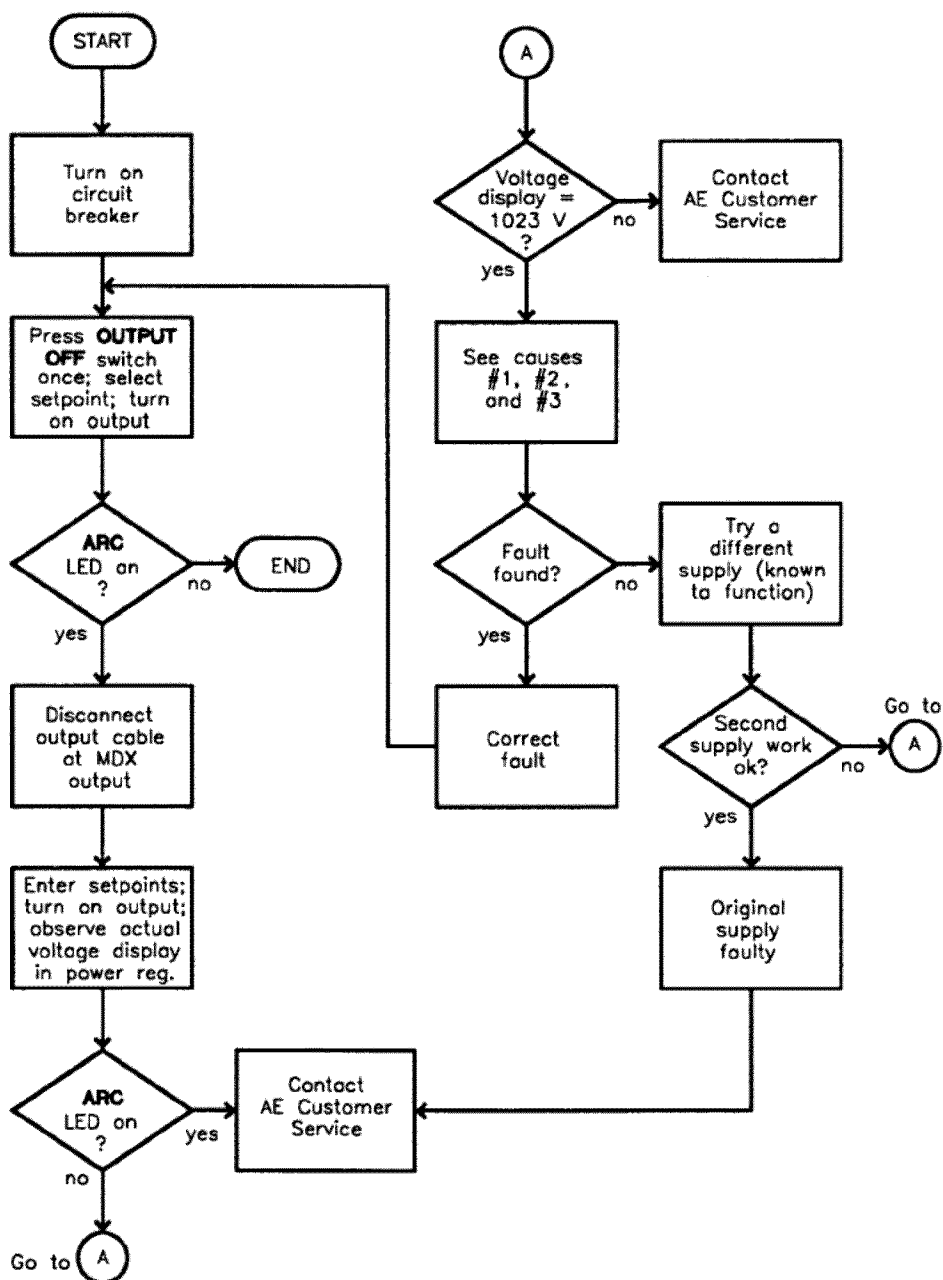 START
Turn on
circuit
breaker
Press OUTPUT
OFF switch
once; select
setpoint; turn
on output
ARC
LED on
?
no
END
yes
Disconnect
output cable
at MDX
output
Enter setpoints;
turn on output;
observe actual
voltage display
in power reg.
ARC
LED on
?
yes
Contact
AE Customer
Service
no
Go to
A
A
Voltage
display =
1023 V
?
no
Contact
AE Customer
Service
yes
See causes
#1, #2,
and #3
Fault
found?
no
Try a
different
supply (known
to function)
yes
Correct
fault
Second
supply work
ok?
no
Go to
A
yes
Original
supply
faulty